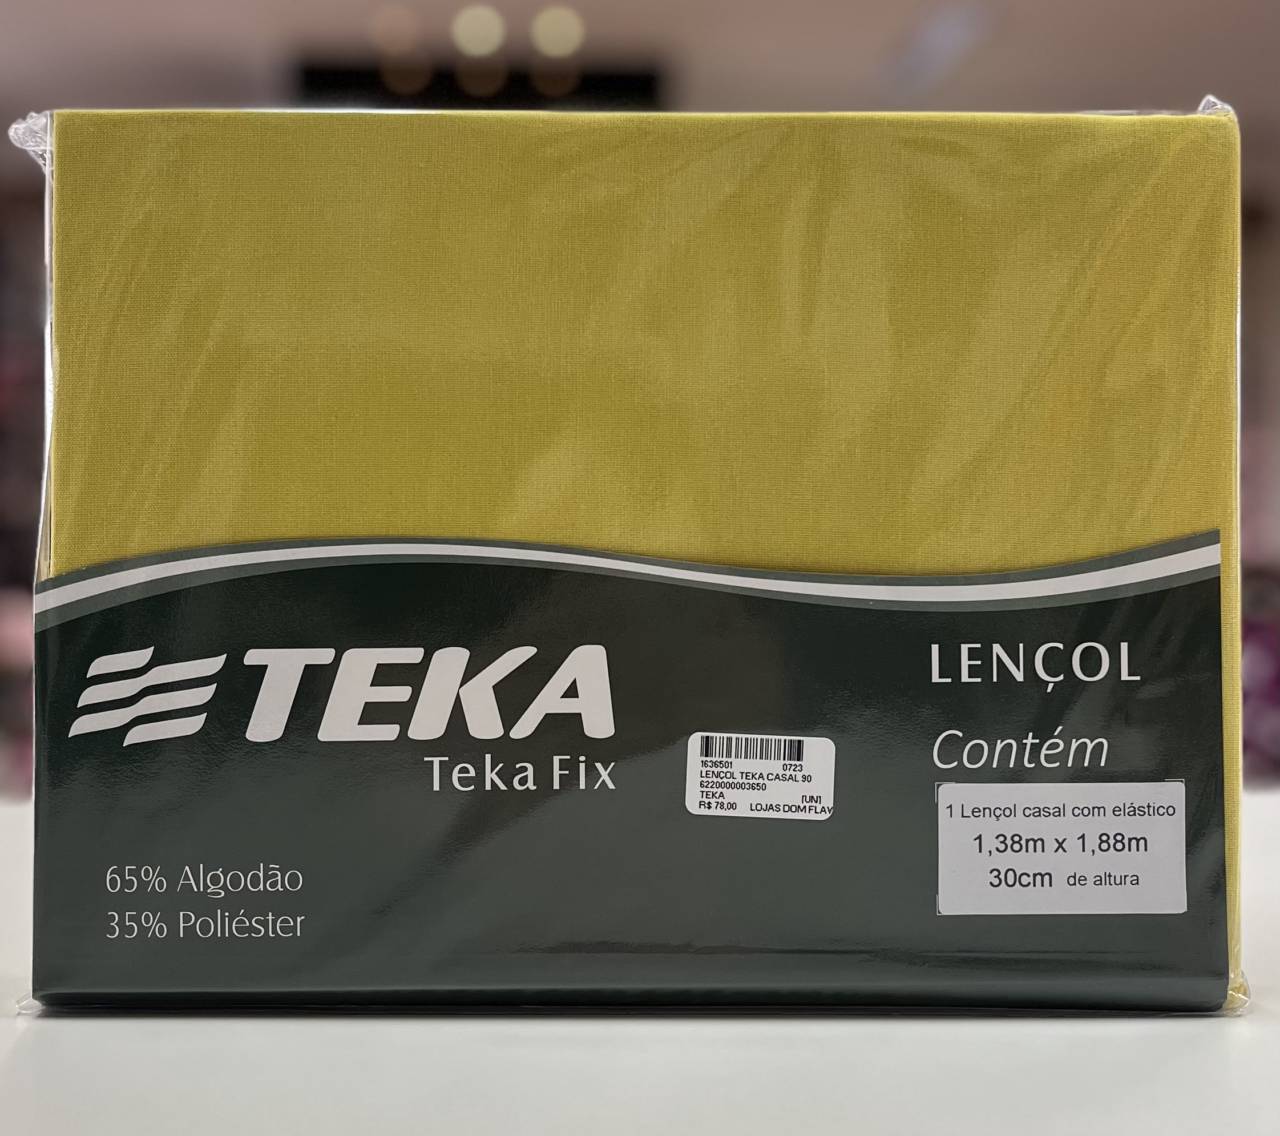 TEKA
Teka Fix
65% Algodão
35% Poliéster
1636501 0723
LENÇOL TEKA CASAL 90
6220000003650
TEKA [UN]
R$ 78,00 LOJAS DOM FLAV
LENÇOL
Contém
1 Lençol casal com elástico
1,38m x 1,88m
30cm de altura